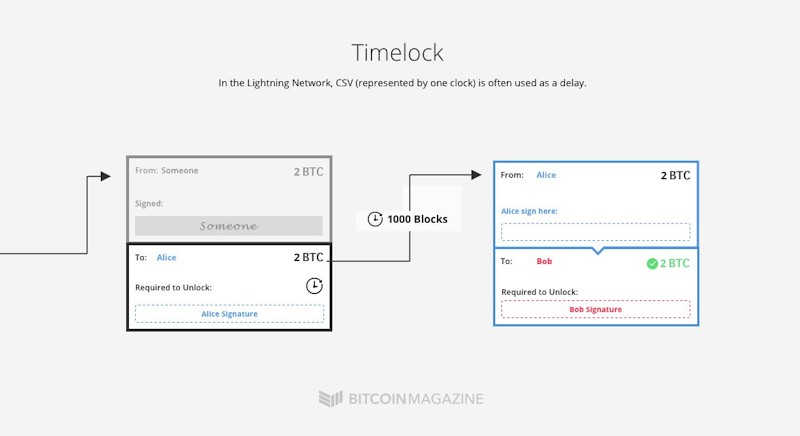 Timelock
In the Lightning Network, CSV (represented by one clock) is often used as a delay.
From: Someone 2 BTC
Signed:
Someone
To: Alice 2 BTC
Required to Unlock:
Alice Signature
1000 Blocks
From: Alice 2 BTC
Alice sign here:
To: Bob 2 BTC
Required to Unlock:
Bob Signature
BITCOINMAGAZINE